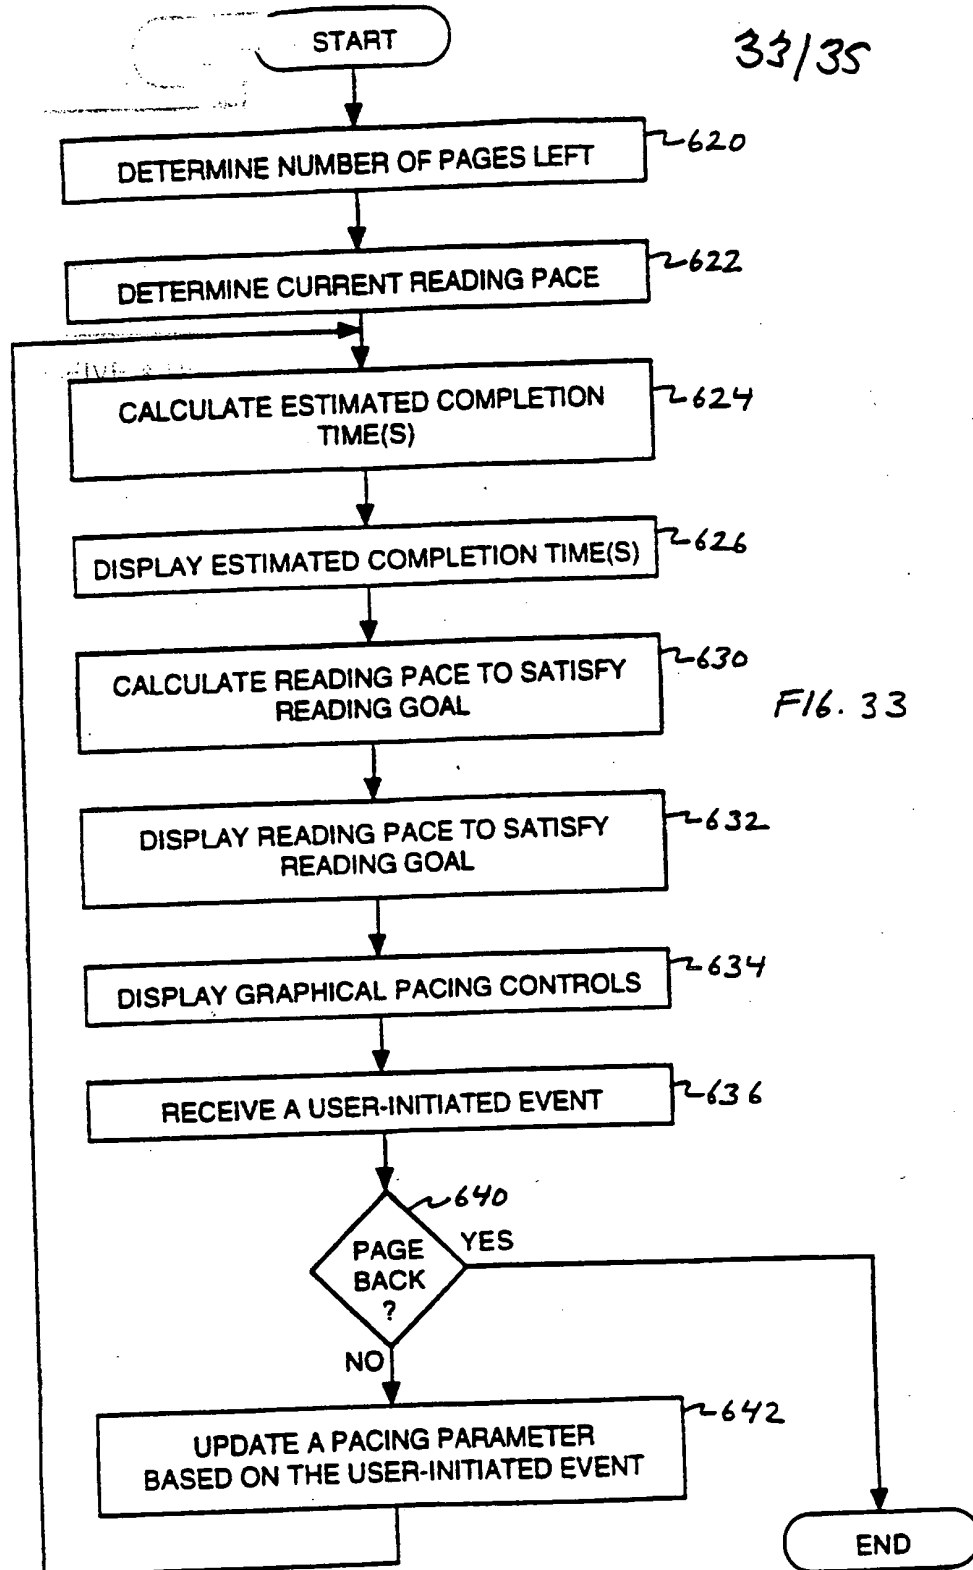 START
33/35
DETERMINE NUMBER OF PAGES LEFT
620
DETERMINE CURRENT READING PACE
622
CALCULATE ESTIMATED COMPLETION
TIME(S)
624
DISPLAY ESTIMATED COMPLETION TIME(S)
626
CALCULATE READING PACE TO SATISFY
READING GOAL
630
FIG. 33
DISPLAY READING PACE TO SATISFY
READING GOAL
632
DISPLAY GRAPHICAL PACING CONTROLS
634
RECEIVE A USER-INITIATED EVENT
636
640
PAGE
BACK
?
YES
NO
UPDATE A PACING PARAMETER
BASED ON THE USER-INITIATED EVENT
642
END